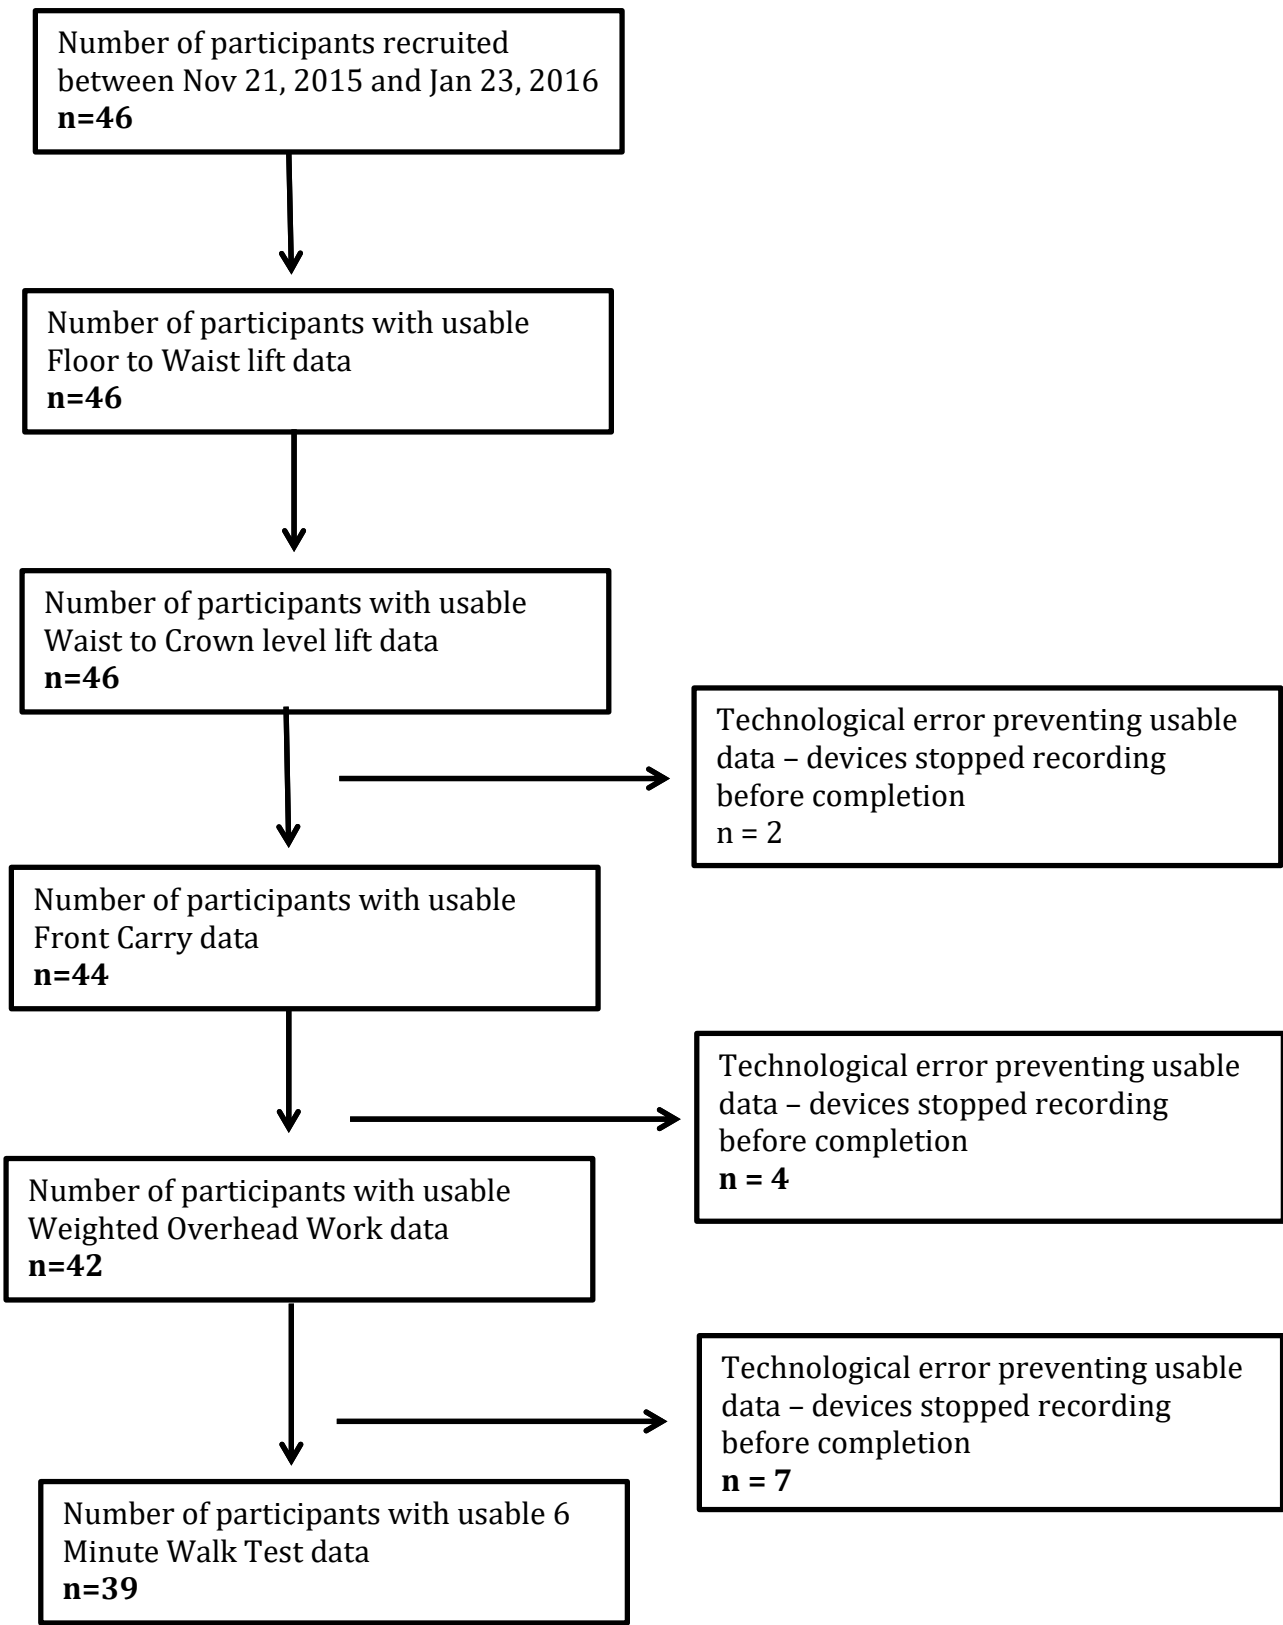 Number of participants recruited
between Nov 21, 2015 and Jan 23, 2016
n=46
Number of participants with usable
Floor to Waist lift data
n=46
Number of participants with usable
Waist to Crown level lift data
n=46
Technological error preventing usable
data – devices stopped recording
before completion
n = 2
Number of participants with usable
Front Carry data
n=44
Technological error preventing usable
data – devices stopped recording
before completion
n = 4
Number of participants with usable
Weighted Overhead Work data
n=42
Technological error preventing usable
data – devices stopped recording
before completion
n = 7
Number of participants with usable 6
Minute Walk Test data
n=39